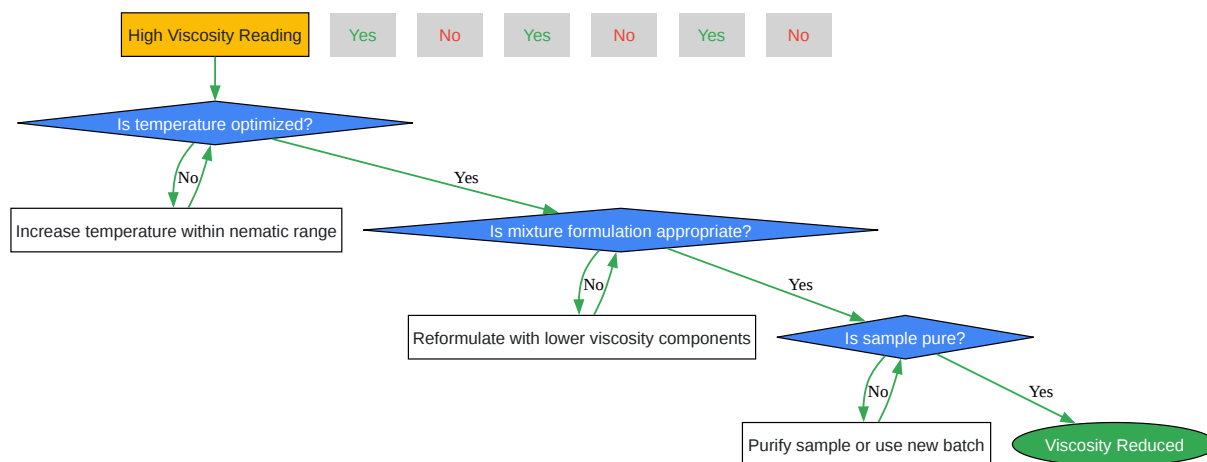 High Viscosity Reading
Yes
No
Yes
No
Yes
No
Is temperature optimized?
No
Yes
Increase temperature within nematic range
Is mixture formulation appropriate?
No
Yes
Reformulate with lower viscosity components
Is sample pure?
No
Yes
Purify sample or use new batch
Viscosity Reduced